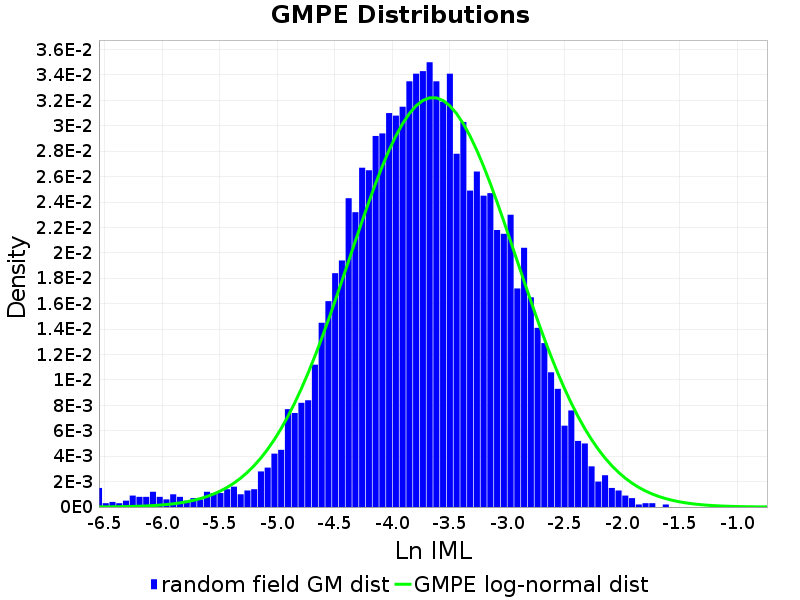 GMPE Distributions
3.6E-2
3.4E-2
3.2E-2
3E-2
2.8E-2
2.6E-2
2.4E-2
2.2E-2
2E-2
1.8E-2
1.6E-2
1.4E-2
1.2E-2
1E-2
8E-3
6E-3
4E-3
2E-3
0E0
Density
-6.5 -6.0 -5.5 -5.0 -4.5 -4.0 -3.5 -3.0 -2.5 -2.0 -1.5 -1.0
Ln IML
random field GM dist GMPE log-normal dist